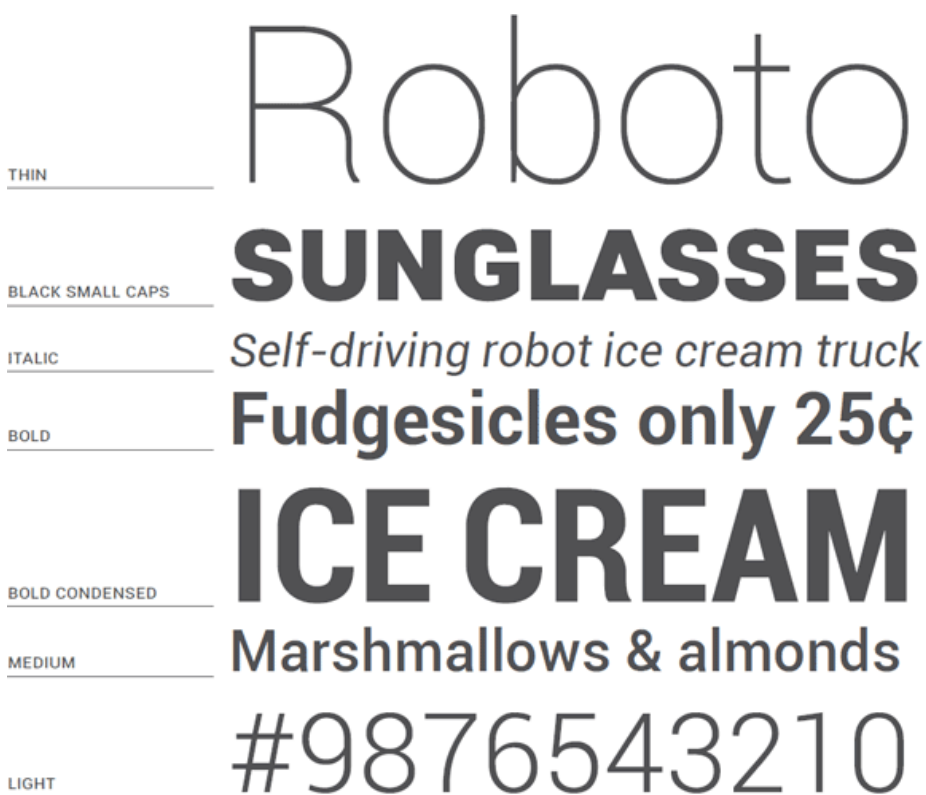 THIN Roboto
BLACK SMALL CAPS SUNGLASSES
ITALIC Self-driving robot ice cream truck
BOLD Fudgesicles only 25¢
BOLD CONDENSED ICE CREAM
MEDIUM Marshmallows & almonds
LIGHT #9876543210